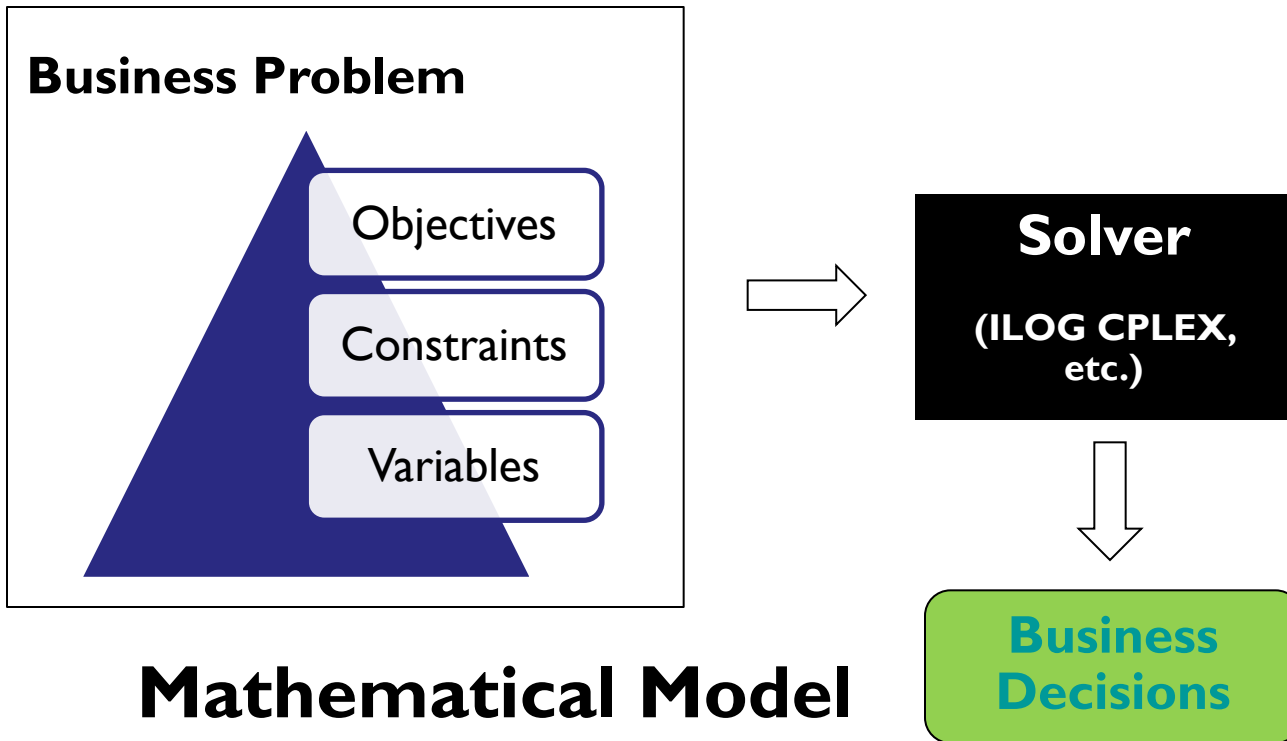 Business Problem
Objectives
Constraints
Variables
Solver
(ILOG CPLEX,
etc.)
Business
Decisions
Mathematical Model